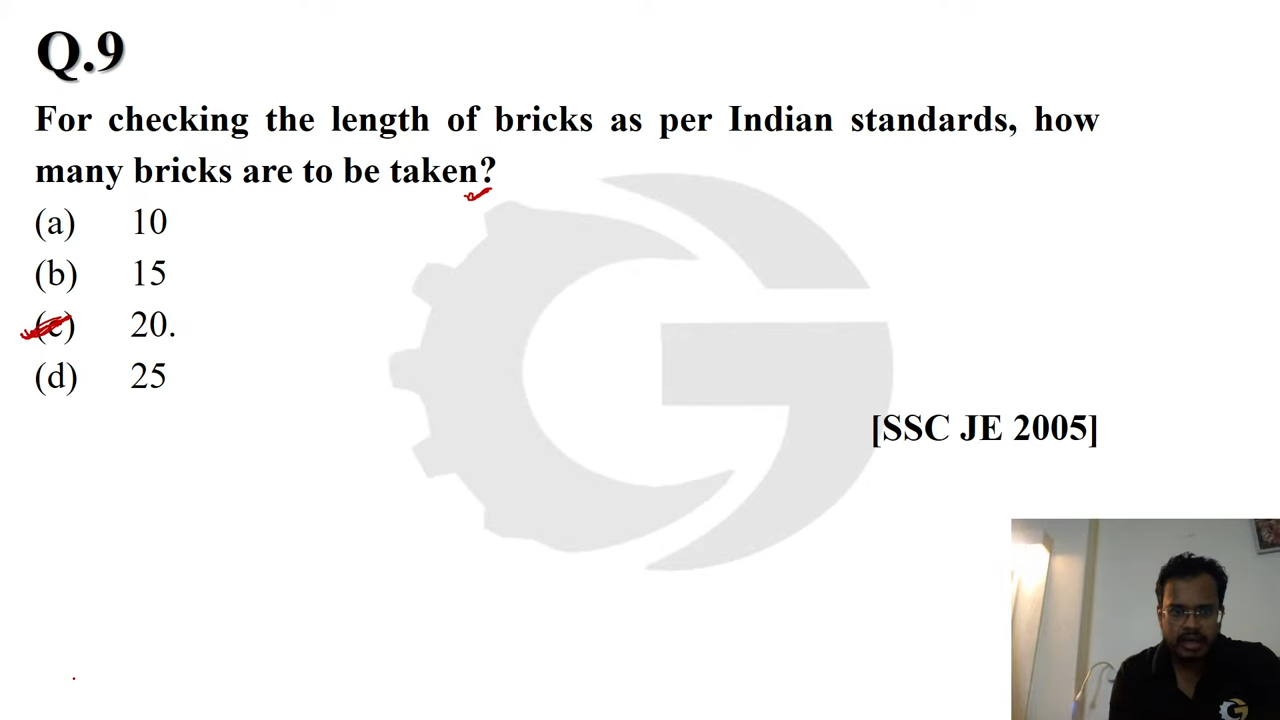 Q.9
For checking the length of bricks as per Indian standards, how
many bricks are to be taken?
(a) 10
(b) 15
(c) 20.
(d) 25
[SSC JE 2005]